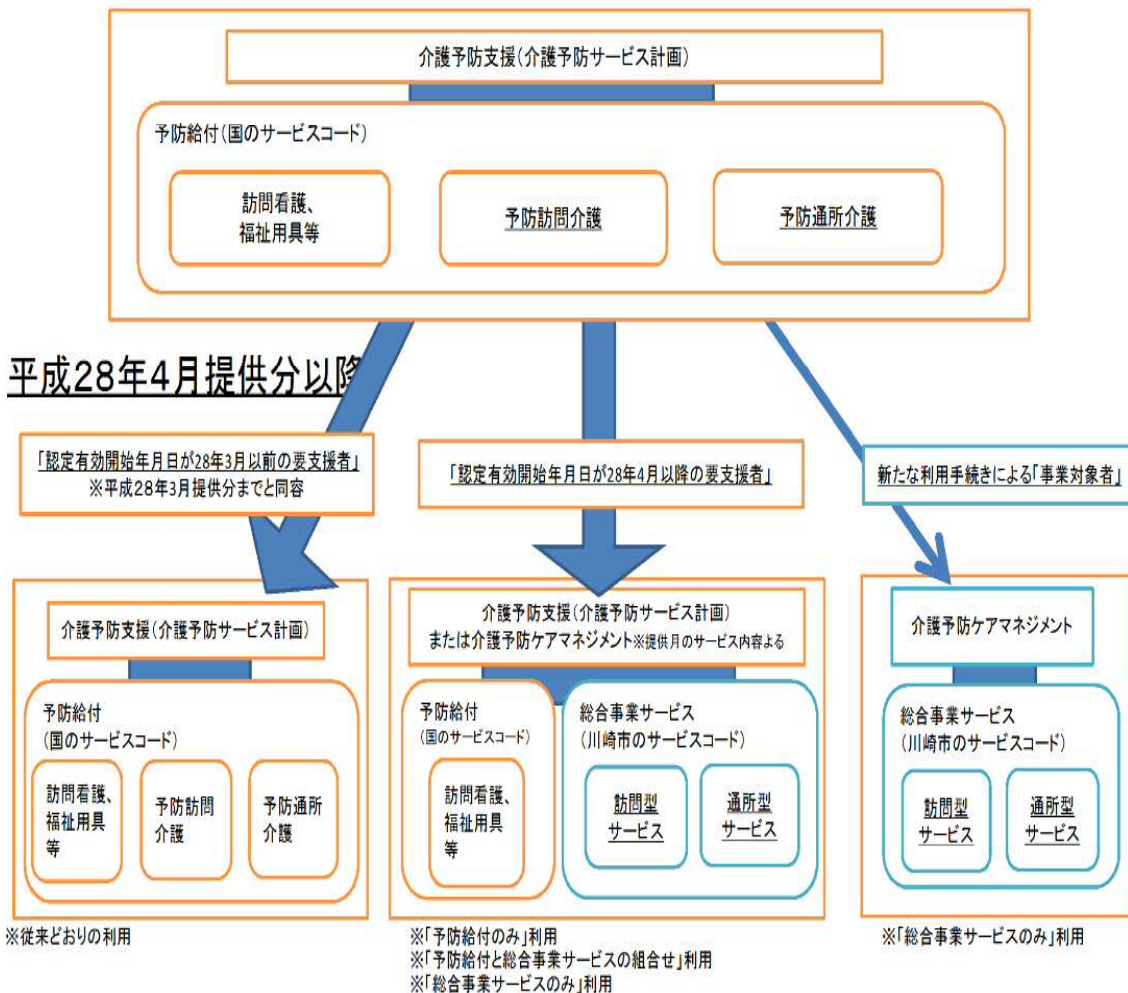 介護予防支援(介護予防サービス計画)
予防給付(国のサービスコード)
訪問看護、
福祉用具等
予防訪問介護
予防通所介護
平成28年4月提供分以降
「認定有効開始年月日が28年3月以前の要支援者」
※平成28年3月提供分までと同容
「認定有効開始年月日が28年4月以降の要支援者」
新たな利用手続きによる「事業対象者」
介護予防支援(介護予防サービス計画)
予防給付
(国のサービスコード)
訪問看護、
福祉用具
等
予防訪問
介護
予防通所
介護
※従来どおりの利用
介護予防支援(介護予防サービス計画)
または介護予防ケアマネジメント※提供月のサービス内容よる
予防給付
(国のサービスコード)
訪問看護、
福祉用具
等
総合事業サービス
(川崎市のサービスコード)
訪問型
サービス
通所型
サービス
※「予防給付のみ」利用
※「予防給付と総合事業サービスの組合せ」利用
※「総合事業サービスのみ」利用
介護予防ケアマネジメント
総合事業サービス
(川崎市のサービスコード)
訪問型
サービス
通所型
サービス
※「総合事業サービスのみ」利用